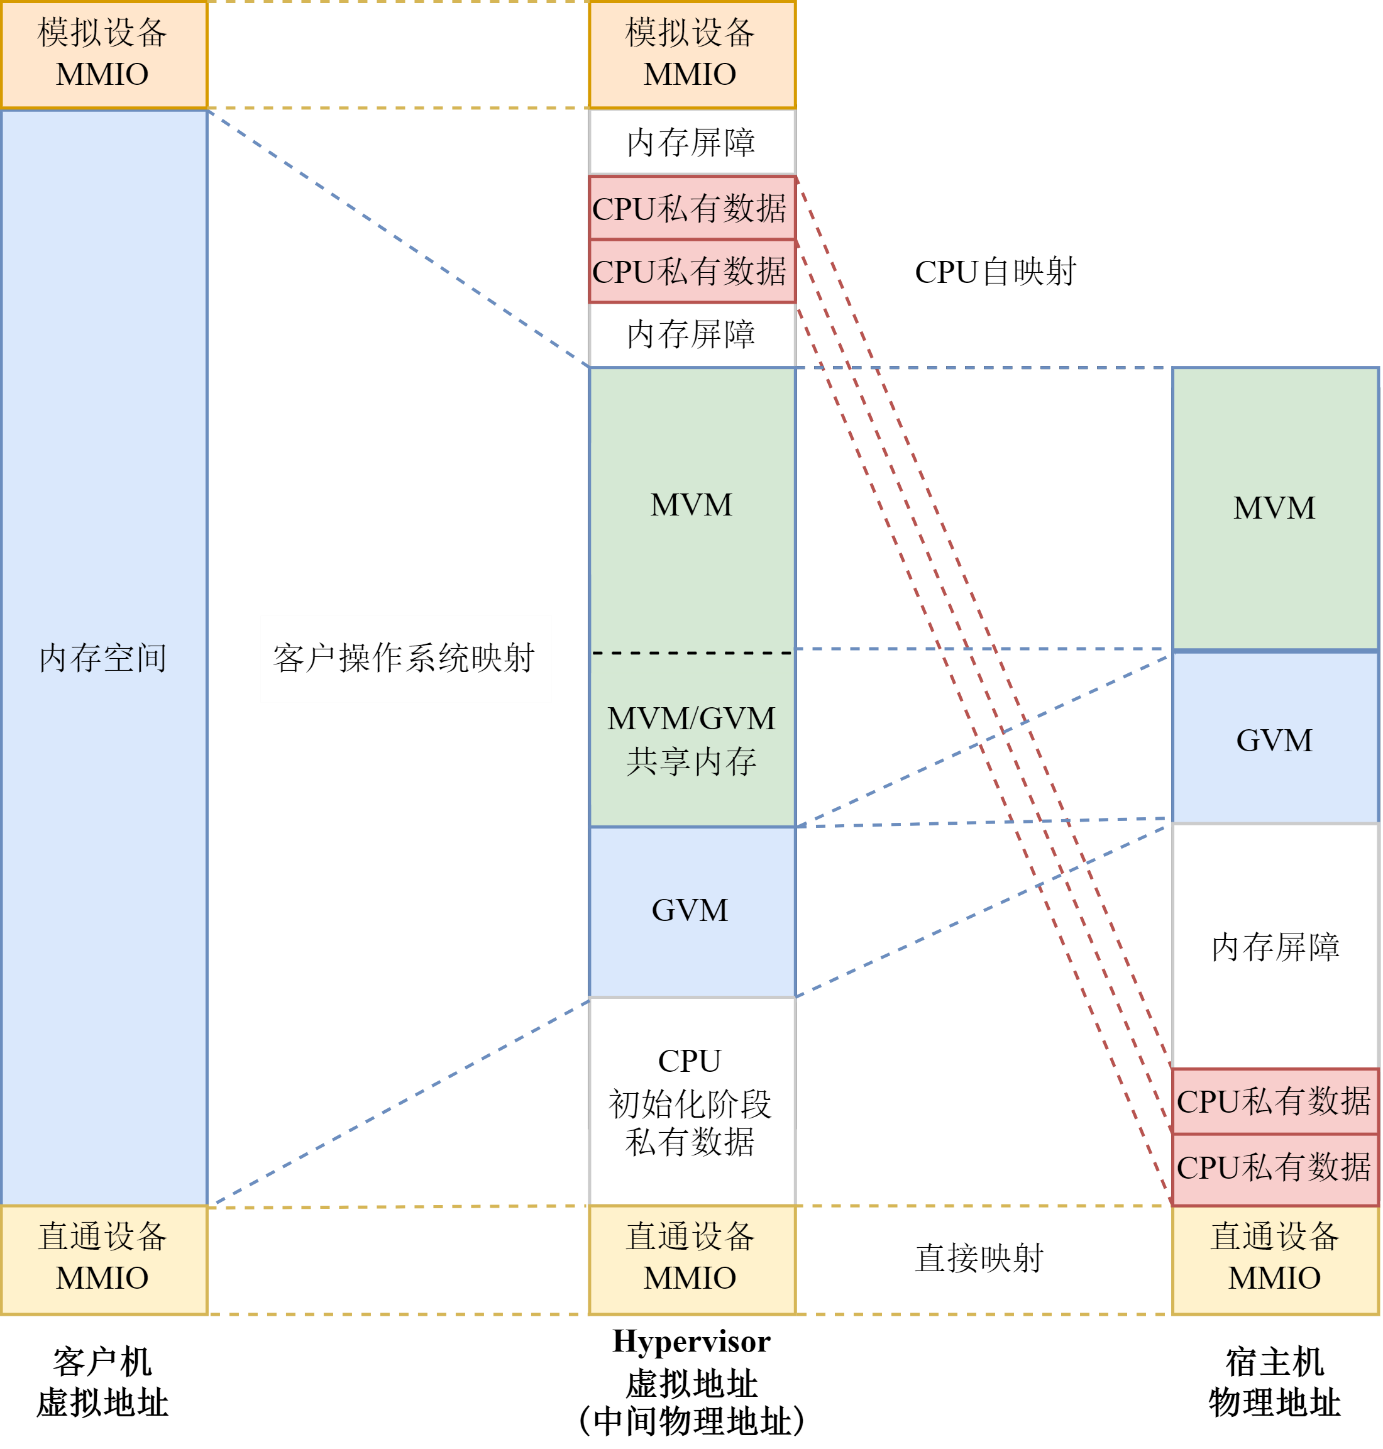 模拟设备
MMIO
内存空间
直通设备
MMIO
客户机
虚拟地址
客户操作系统映射
模拟设备
MMIO
内存屏障
CPU私有数据
CPU私有数据
内存屏障
MVM
MVM/GVM
共享内存
GVM
CPU
初始化阶段
私有数据
直通设备
MMIO
Hypervisor
虚拟地址
（中间物理地址）
CPU自映射
直接映射
MVM
GVM
内存屏障
CPU私有数据
CPU私有数据
直通设备
MMIO
宿主机
物理地址